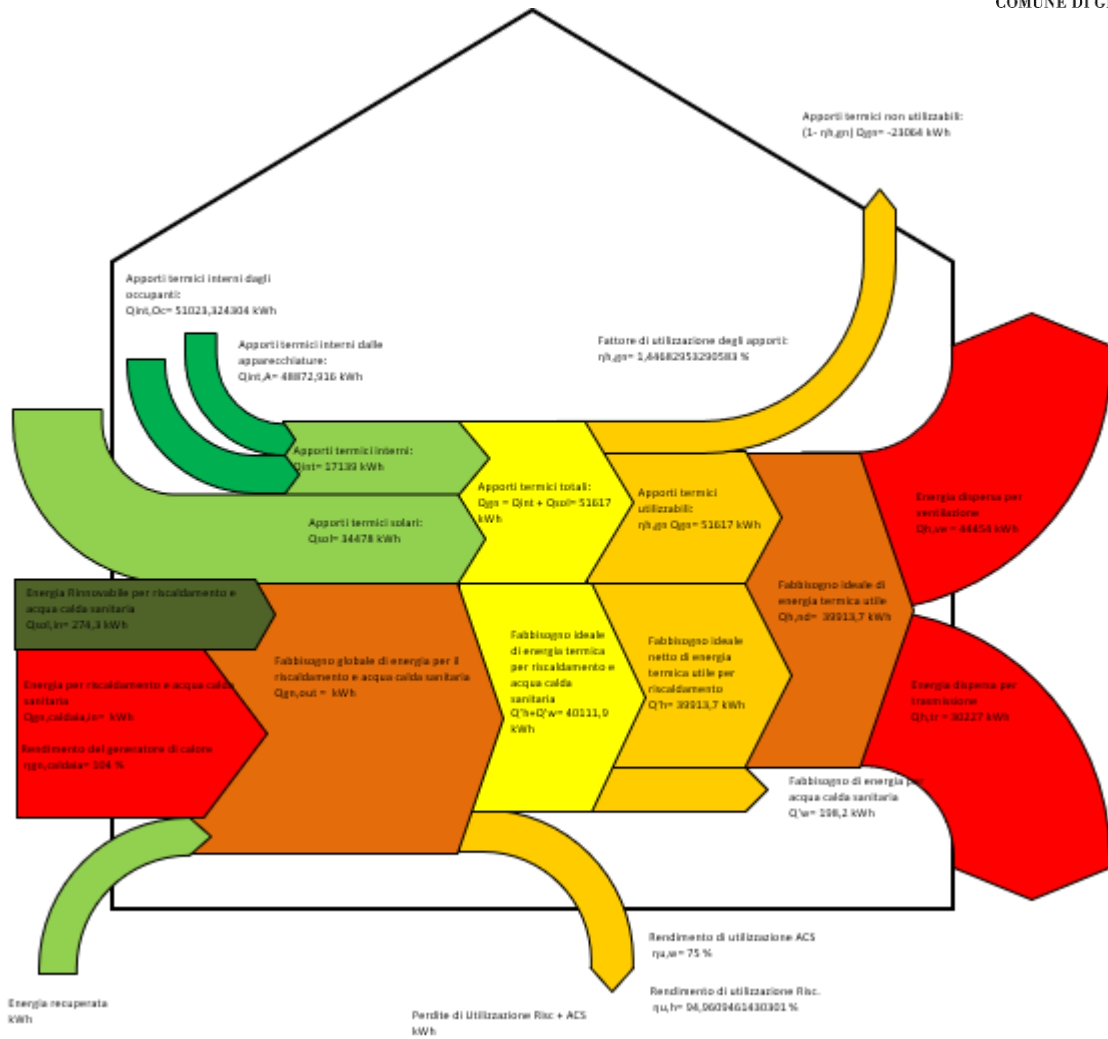 COMUNE DI G
Apporti termici non utilizzabili:
(1- ηh,gn) Qgn= -23064 kWh
Apporti termici interni dagli
occupanti:
Qint,Oc= 51023,324304 kWh
Apporti termici interni dalle
apparecchiature:
Qint,A= 48872,916 kWh
Fattore di utilizzazione degli apporti:
ηh,gn= 1,44682953290583 %
Apporti termici interni:
Qint= 17139 kWh
Apporti termici solari:
Qsol= 34478 kWh
Apporti termici totali:
Qgn = Qint + Qsol= 51617
kWh
Apporti termici
utilizzabili:
ηh,gn Qgn= 51617 kWh
Energia dispersa per
ventilazione
Qh,ve = 44454 kWh
Fabbisogno ideale di
energia termica utile
Qh,nd= 39913,7 kWh
Energia Rinnovabile per riscaldamento e
acqua calda sanitaria
Qsol,in= 274,3 kWh
Energia per riscaldamento e acqua calda
sanitaria
Qgn,caldaia,in= kWh
Rendimento del generatore di calore
ηgn,caldaia= 104 %
Fabbisogno globale di energia per il
riscaldamento e acqua calda sanitaria
Qgn,out = kWh
Fabbisogno ideale
di energia termica
per riscaldamento e
acqua calda
sanitaria
Q'h+Q'w= 40111,9
kWh
Fabbisogno ideale
netto di energia
termica utile per
riscaldamento
Q'h= 39913,7 kWh
Energia dispersa per
trasmissione
Qh,tr = 30227 kWh
Fabbisogno di energia per
acqua calda sanitaria
Q'w= 198,2 kWh
Rendimento di utilizzazione ACS
ηu,w= 75 %
Rendimento di utilizzazione Risc.
ηu,h= 94,9609461430301 %
Energia recuperata
kWh
Perdite di Utilizzazione Risc + ACS
kWh